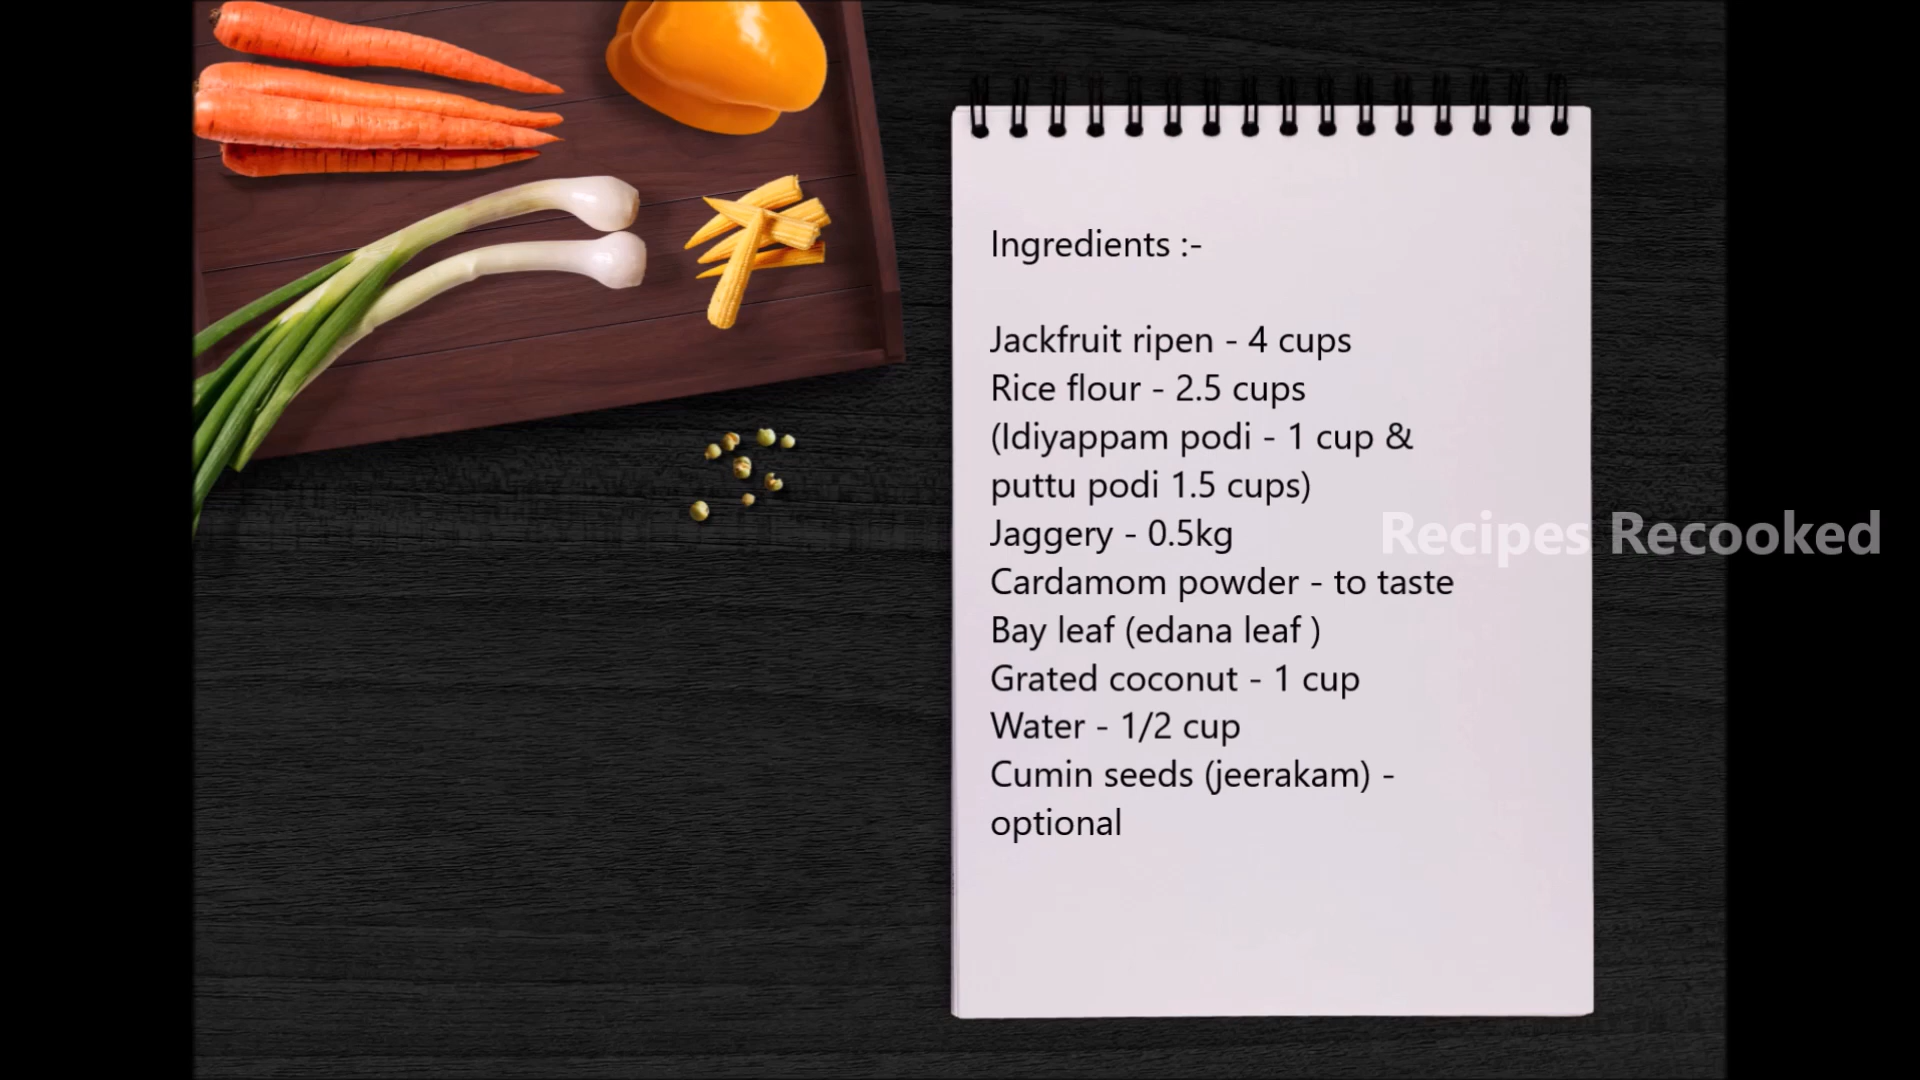 Ingredients :-
Jackfruit ripen - 4 cups
Rice flour - 2.5 cups
(Idiyappam podi - 1 cup &
puttu podi 1.5 cups)
Jaggery - 0.5kg
Recipes Recooked
Cardamom powder - to taste
Bay leaf (edana leaf )
Grated coconut - 1 cup
Water - 1/2 cup
Cumin seeds (jeerakam) -
optional